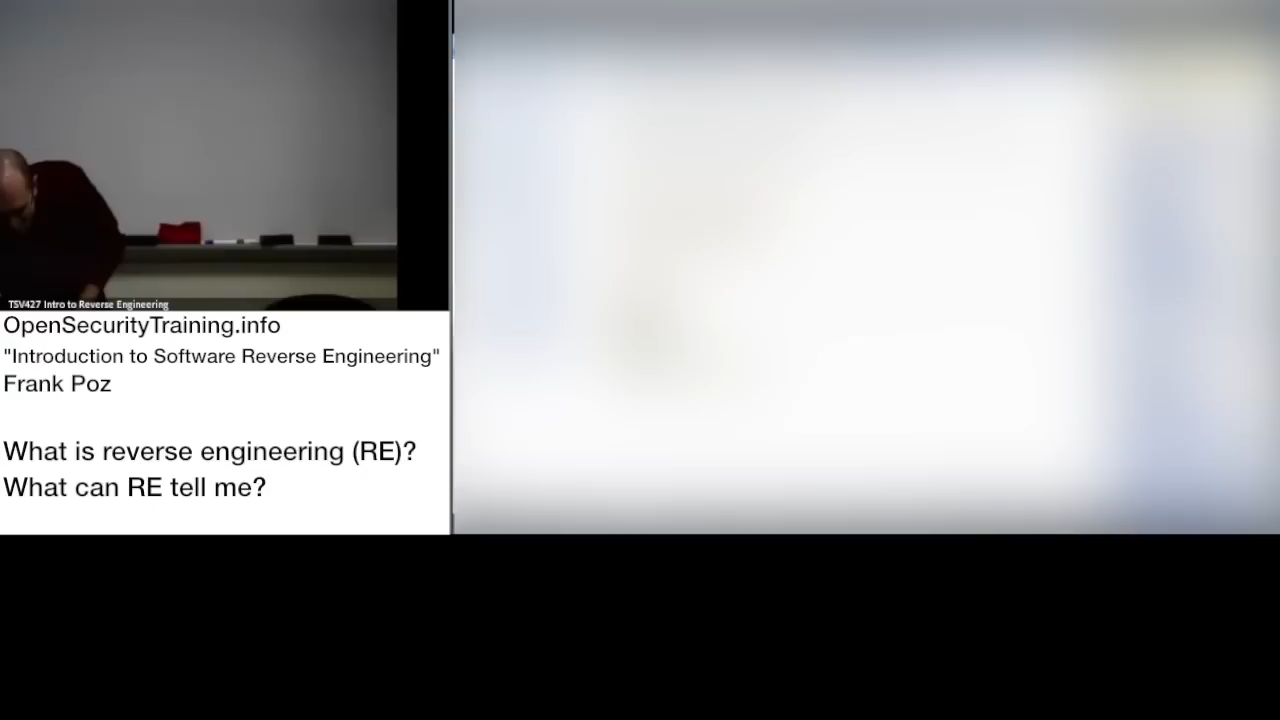 TSV427 Intro to Reverse Engineering
OpenSecurityTraining.info
"Introduction to Software Reverse Engineering"
Frank Poz
What is reverse engineering (RE)?
What can RE tell me?